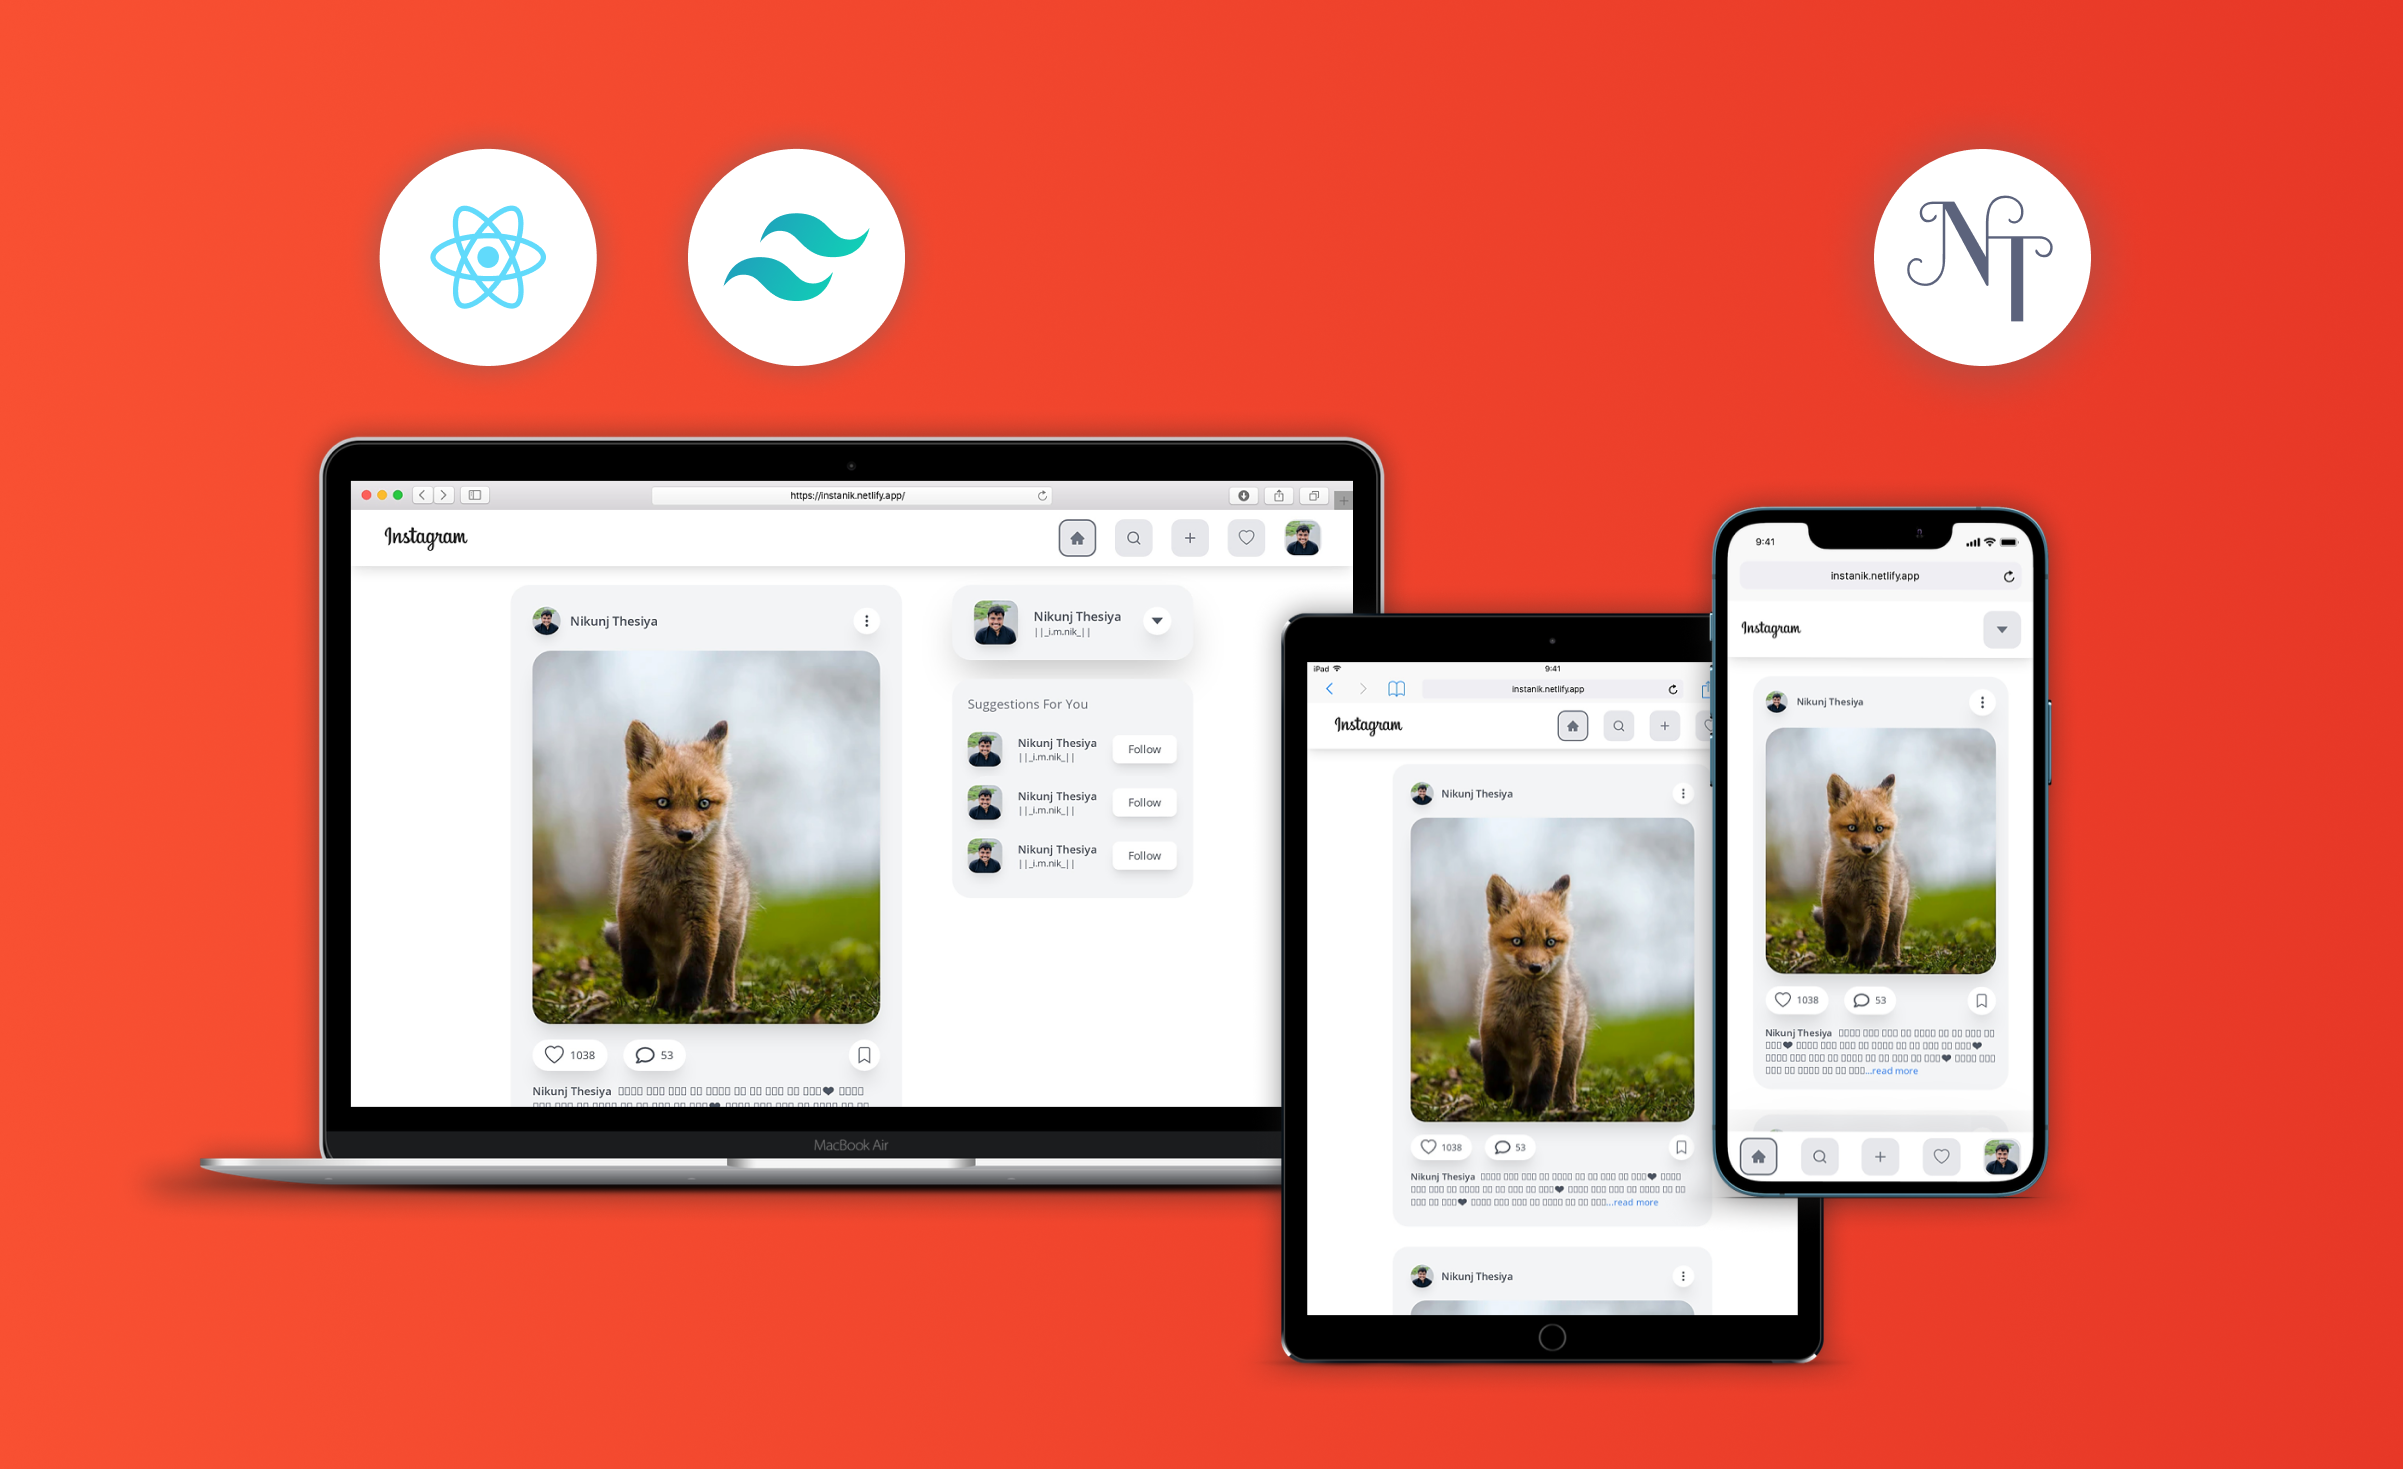 NT
https://instanik.netlify.app/
Instagram
Nikunj Thesiya
1038
53
Nikunj Thesiya
Nikunj Thesiya
||_i.m.nik_||
Suggestions For You
Nikunj Thesiya
||_i.m.nik_||
Follow
Nikunj Thesiya
||_i.m.nik_||
Follow
Nikunj Thesiya
||_i.m.nik_||
Follow
MacBook Air
iPad
9:41
instanik.netlify.app
Instagram
Nikunj Thesiya
1038
53
Nikunj Thesiya
...read more
Nikunj Thesiya
9:41
instanik.netlify.app
Instagram
Nikunj Thesiya
1038
53
Nikunj Thesiya
...read more